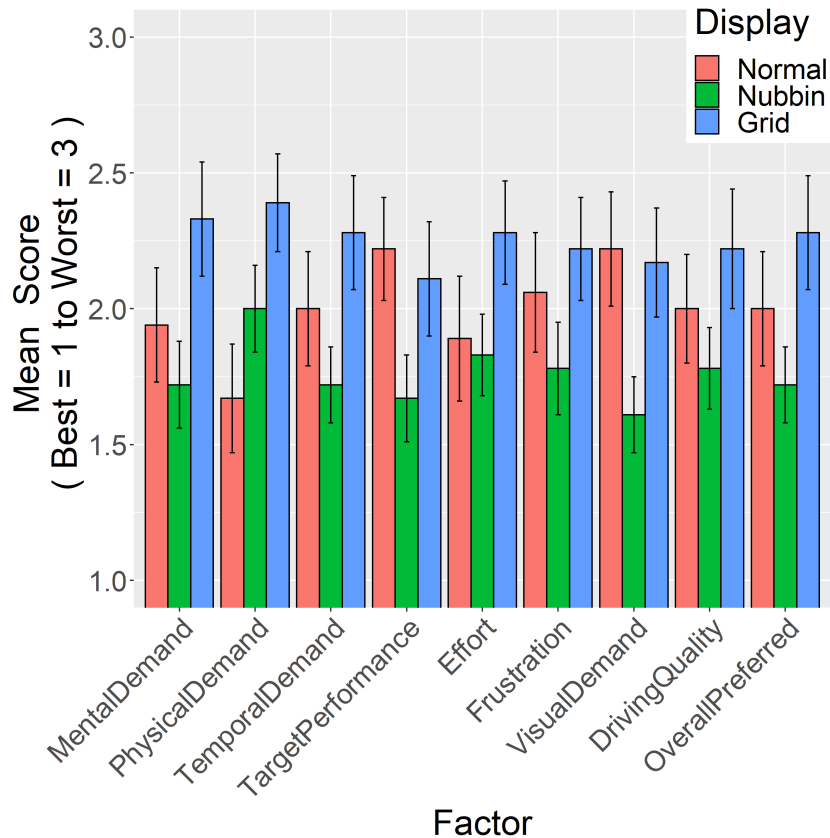 Display
Normal
Nubbin
Grid
3.0
2.5
2.0
1.5
1.0
Mean Score
( Best = 1 to Worst = 3 )
MentalDemand
PhysicalDemand
TemporalDemand
TargetPerformance
Effort
Frustration
VisualDemand
DrivingQuality
OverallPreferred
Factor